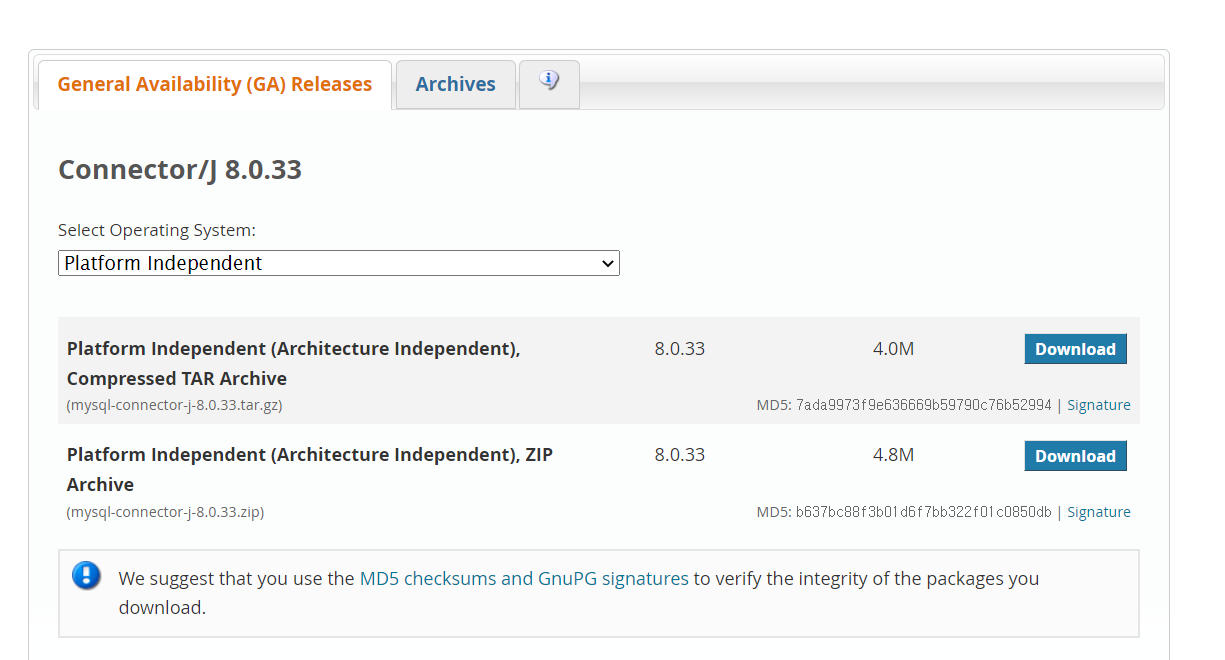 General Availability (GA) Releases
Archives
Connector/J 8.0.33
Select Operating System:
Platform Independent
Platform Independent (Architecture Independent), 8.0.33 4.0M Download
Compressed TAR Archive
(mysql-connector-j-8.0.33.tar.gz) MD5: 7ada9973f9e636669b59790c76b52994 | Signature
Platform Independent (Architecture Independent), ZIP 8.0.33 4.8M Download
Archive
(mysql-connector-j-8.0.33.zip) MD5: b637bc88f3b01d6f7bb322f01c0850db | Signature
We suggest that you use the MD5 checksums and GnuPG signatures to verify the integrity of the packages you
download.